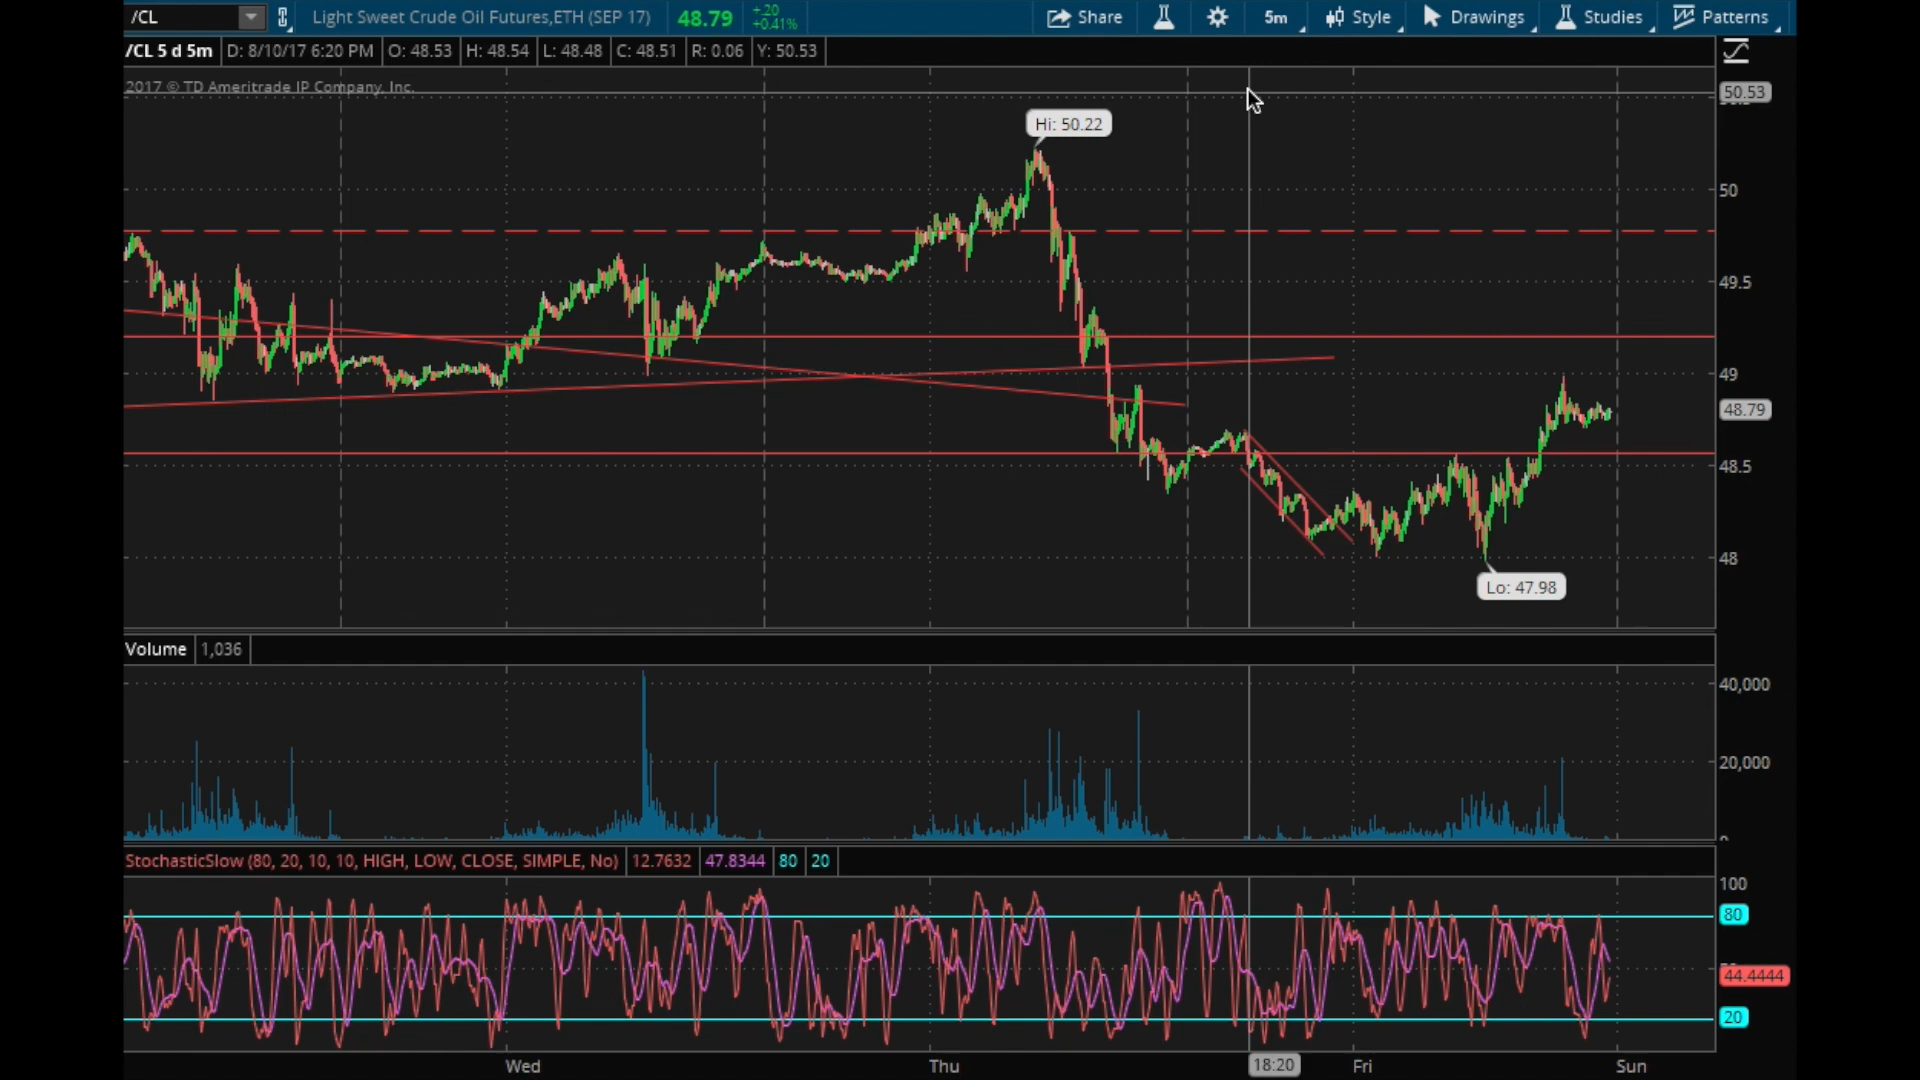 /CL Light Sweet Crude Oil Futures,ETH (SEP 17) 48.79 +.20 +0.41% Share 5m Style Drawings Studies Patterns
/CL 5 d 5m D: 8/10/17 6:20 PM O: 48.53 H: 48.54 L: 48.48 C: 48.51 R: 0.06 Y: 50.53
2017 © TD Ameritrade IP Company, Inc.
50.53
Hi: 50.22
50
49.5
49
48.79
48.5
48
Lo: 47.98
Volume 1,036
40,000
20,000
StochasticSlow (80, 20, 10, 10, HIGH, LOW, CLOSE, SIMPLE, No) 12.7632 47.8344 80 20
100
80
44.4444
20
Wed Thu 18:20 Fri Sun